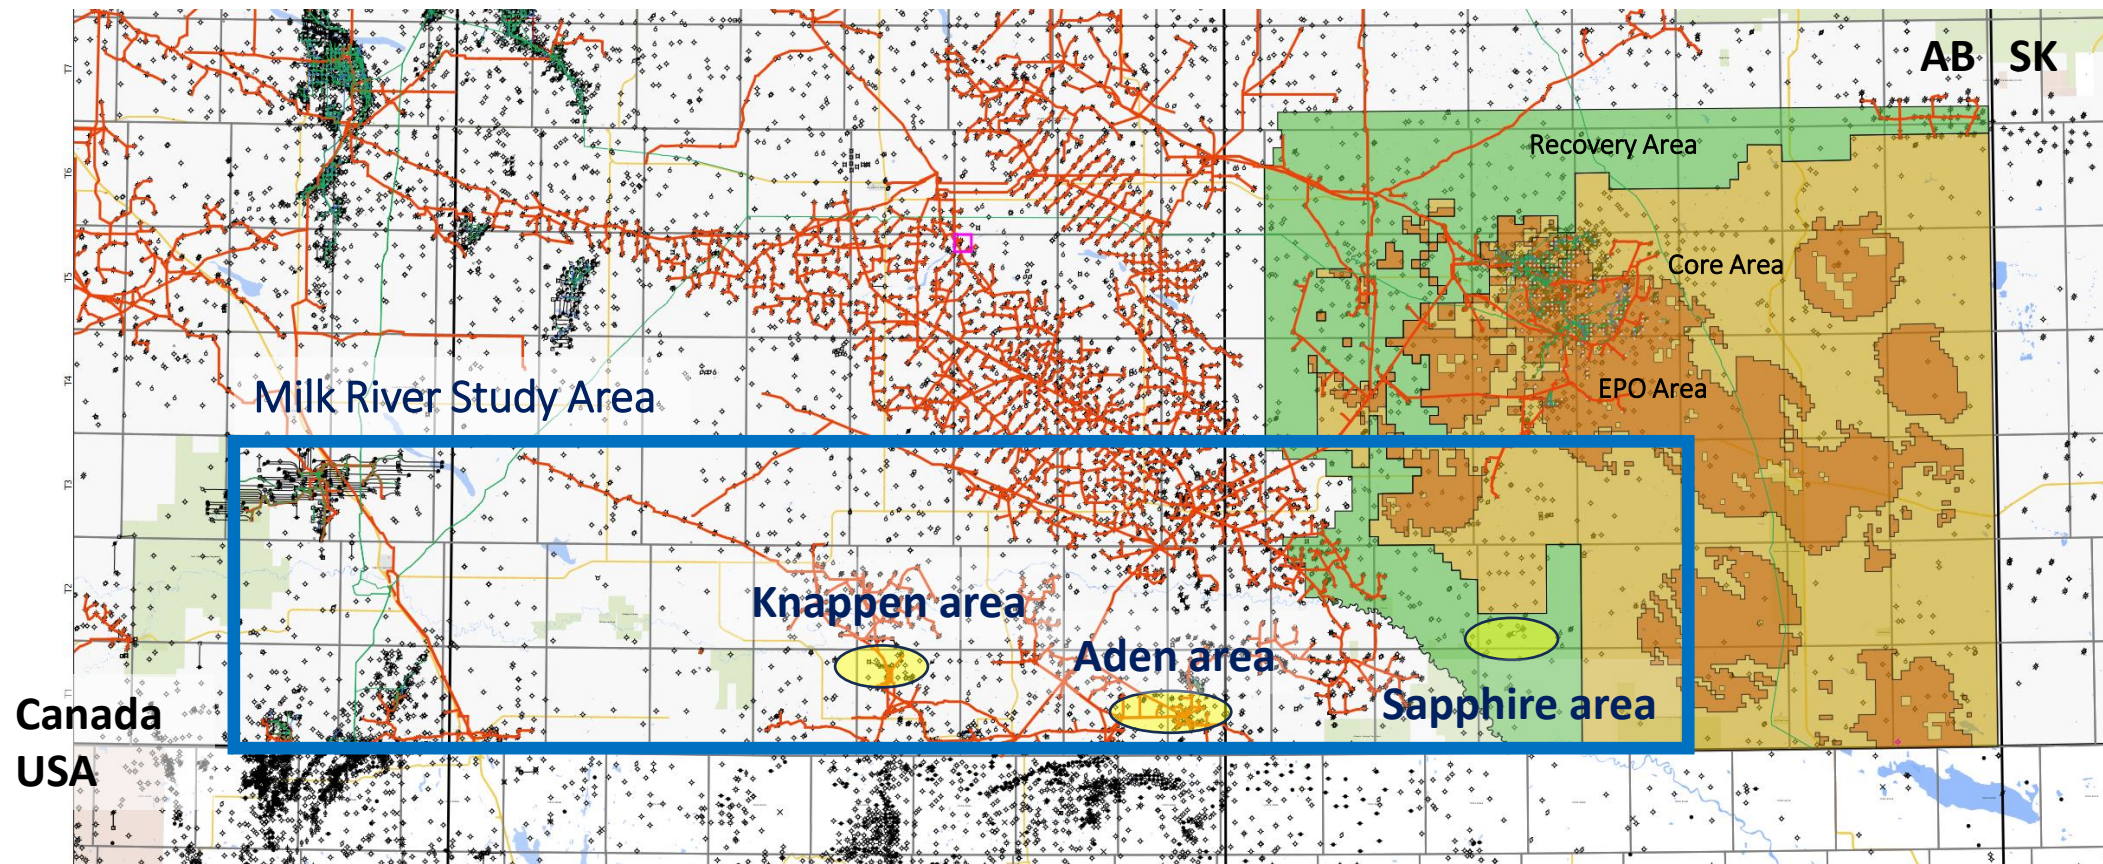 AB SK
T7
Recovery Area
T6
Core Area
T5
T4
EPO Area
Milk River Study Area
T3
T2
Knappen area
Aden area
T1
Sapphire area
Canada
USA